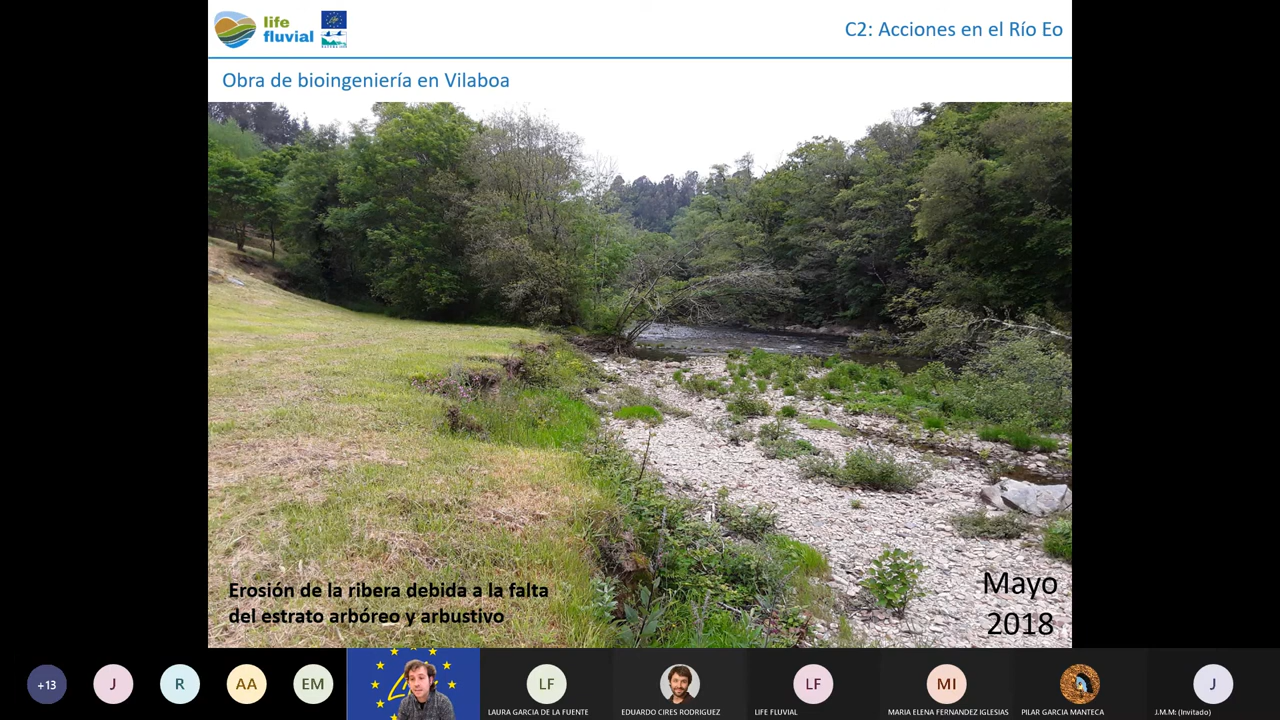 life
fluvial
C2: Acciones en el Río Eo
Obra de bioingeniería en Vilaboa
Erosión de la ribera debida a la falta
del estrato arbóreo y arbustivo
Mayo
2018
+13
J
R
AA
EM
LF
LAURA GARCIA DE LA FUENTE
EDUARDO CIRES RODRIGUEZ
LF
LIFE FLUVIAL
MI
MARIA ELENA FERNANDEZ IGLESIAS
PILAR GARCIA MANTECA
J
J.M.M: (Invitado)